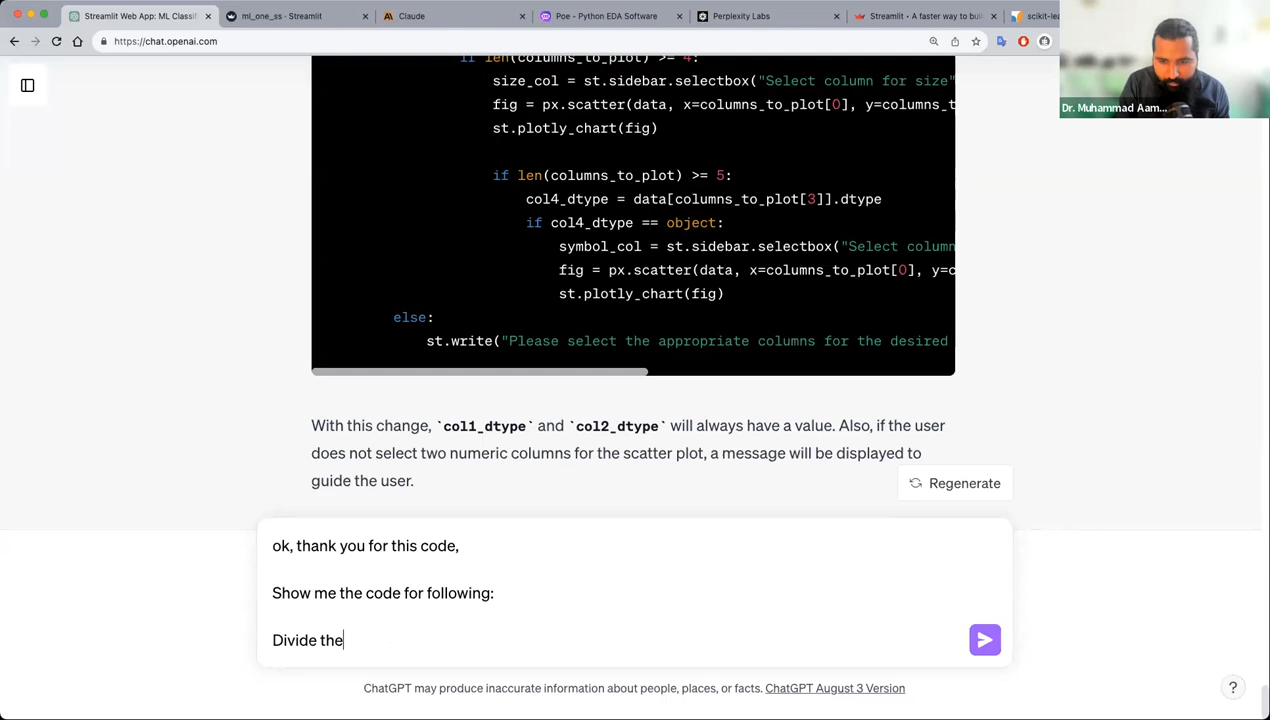 Streamlit Web App: ML Classif
ml_one_ss · Streamlit
Claude
Poe - Python EDA Software
Perplexity Labs
Streamlit • A faster way to buil
scikit-lea
https://chat.openai.com
Dr. Muhammad Aam...
if len(columns_to_plot) >= 4:
size_col = st.sidebar.selectbox("Select column for size"
fig = px.scatter(data, x=columns_to_plot[0], y=columns_t
st.plotly_chart(fig)
if len(columns_to_plot) >= 5:
col4_dtype = data[columns_to_plot[3]].dtype
if col4_dtype == object:
symbol_col = st.sidebar.selectbox("Select column
fig = px.scatter(data, x=columns_to_plot[0], y=c
st.plotly_chart(fig)
else:
st.write("Please select the appropriate columns for the desired
With this change, `col1_dtype` and `col2_dtype` will always have a value. Also, if the user
does not select two numeric columns for the scatter plot, a message will be displayed to
guide the user.
Regenerate
ok, thank you for this code,
Show me the code for following:
Divide the
ChatGPT may produce inaccurate information about people, places, or facts. ChatGPT August 3 Version
?